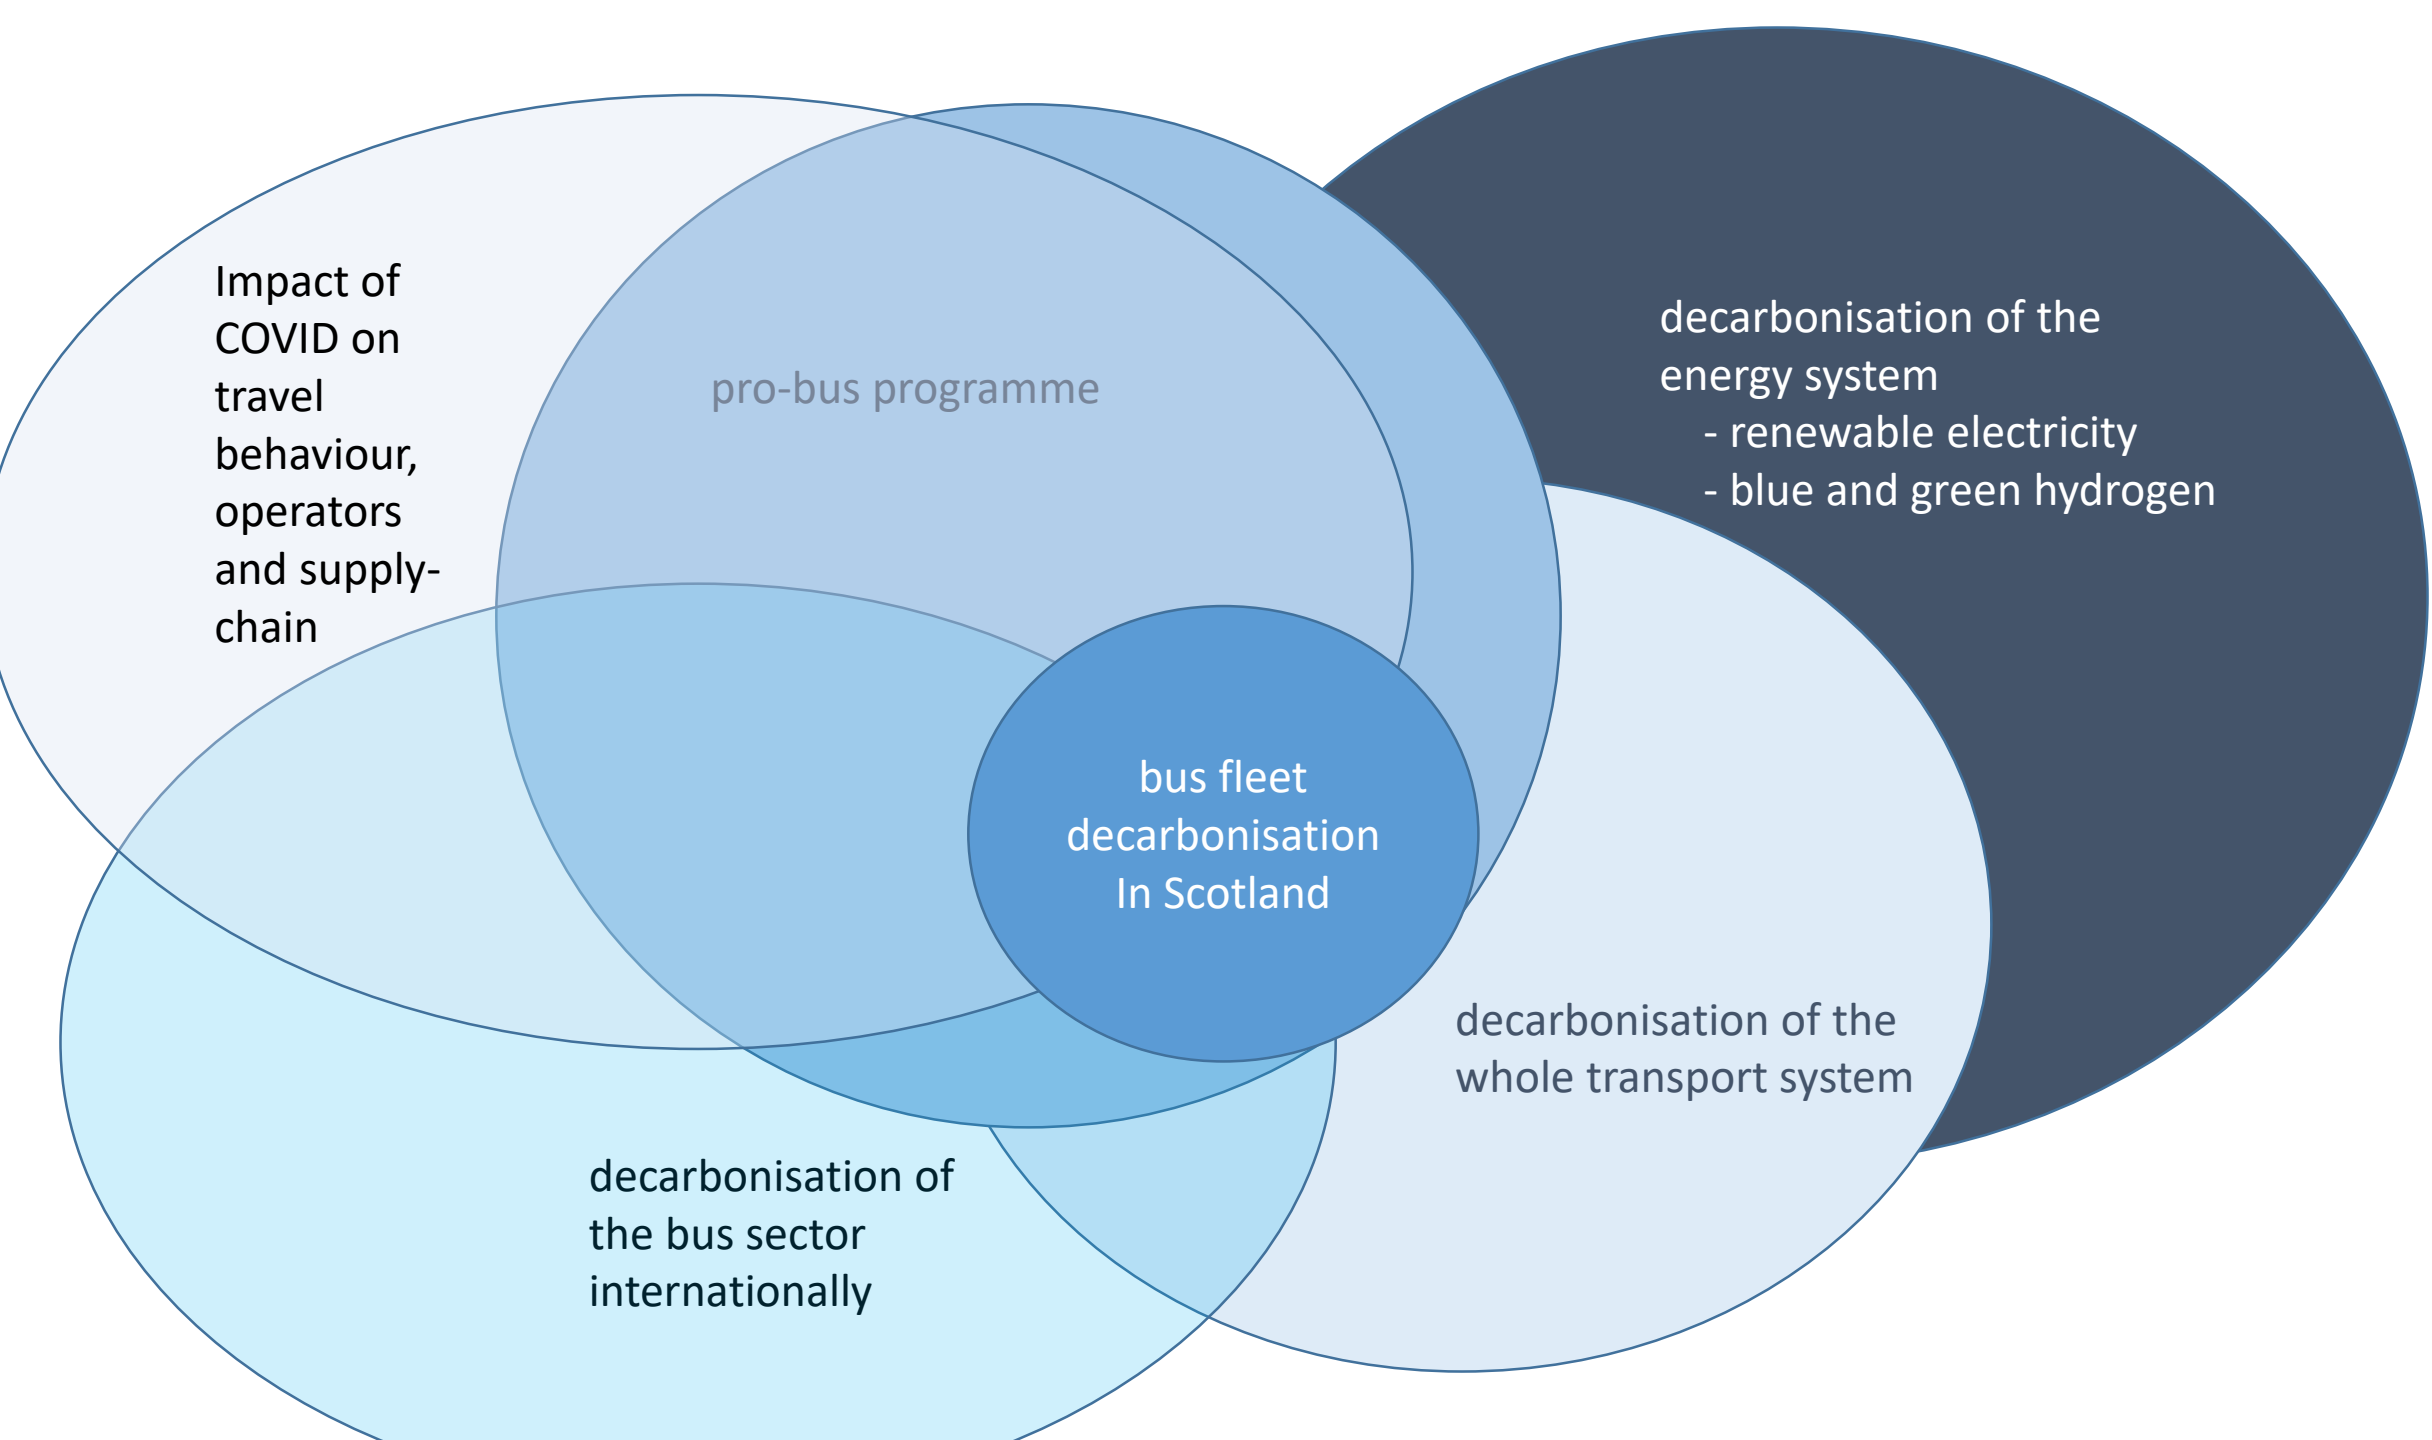 Impact of
COVID on
travel
behaviour,
operators
and supply-
chain
pro-bus programme
decarbonisation of the
energy system
- renewable electricity
- blue and green hydrogen
bus fleet
decarbonisation
In Scotland
decarbonisation of the
whole transport system
decarbonisation of
the bus sector
internationally